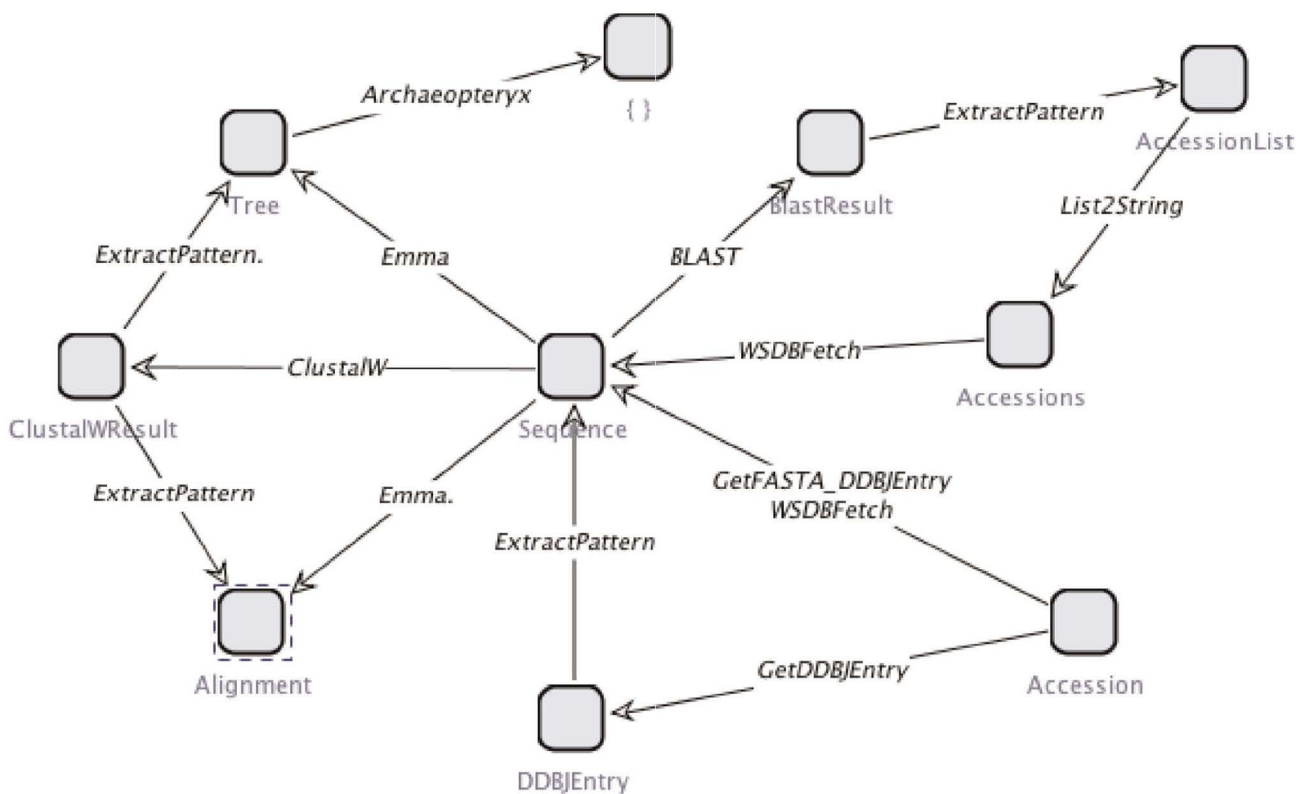 Archaeopteryx
{ }
ExtractPattern
AccessionList
Tree
BlastResult
List2String
ExtractPattern.
Emma
BLAST
ClustalW
WSDBFetch
Accessions
ClustalWResult
Sequence
ExtractPattern
Emma.
GetFASTA_DDBJEntry
WSDBFetch
ExtractPattern
GetDDBJEntry
Alignment
Accession
DDBJEntry